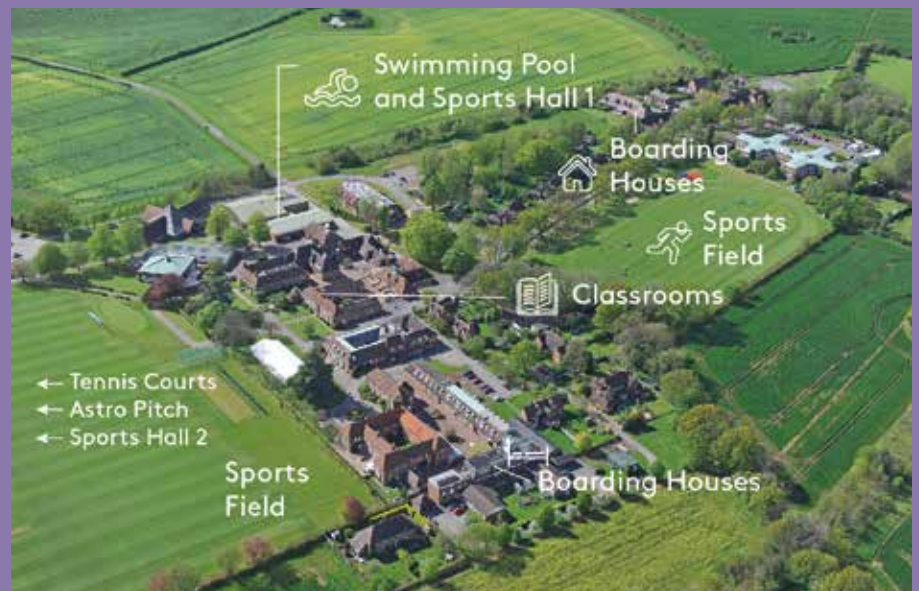 Swimming Pool
and Sports Hall 1
Boarding
Houses
Sports
Field
Classrooms
← Tennis Courts
← Astro Pitch
← Sports Hall 2
Sports
Field
Boarding Houses